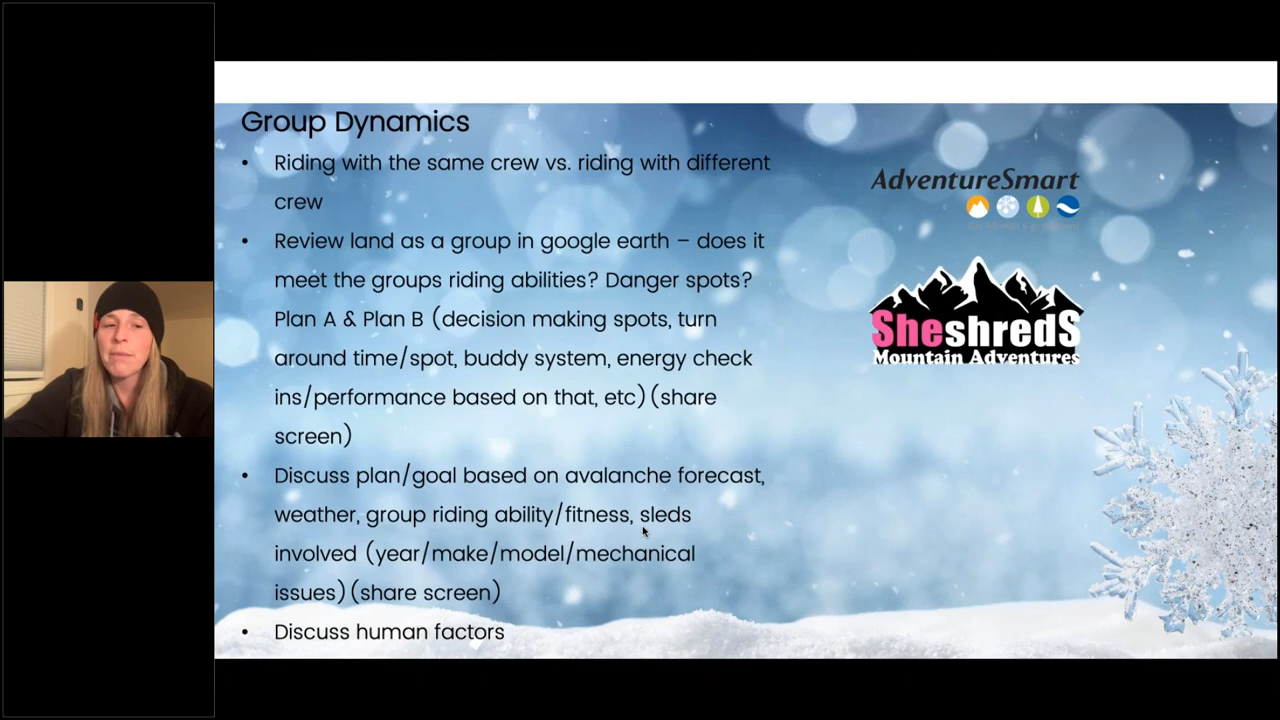 Group Dynamics
• Riding with the same crew vs. riding with different
crew
• Review land as a group in google earth – does it
meet the groups riding abilities? Danger spots?
Plan A & Plan B (decision making spots, turn
around time/spot, buddy system, energy check
ins/performance based on that, etc)(share
screen)
• Discuss plan/goal based on avalanche forecast,
weather, group riding ability/fitness, sleds
involved (year/make/model/mechanical
issues)(share screen)
• Discuss human factors
AdventureSmart
SheshredS
Mountain Adventures